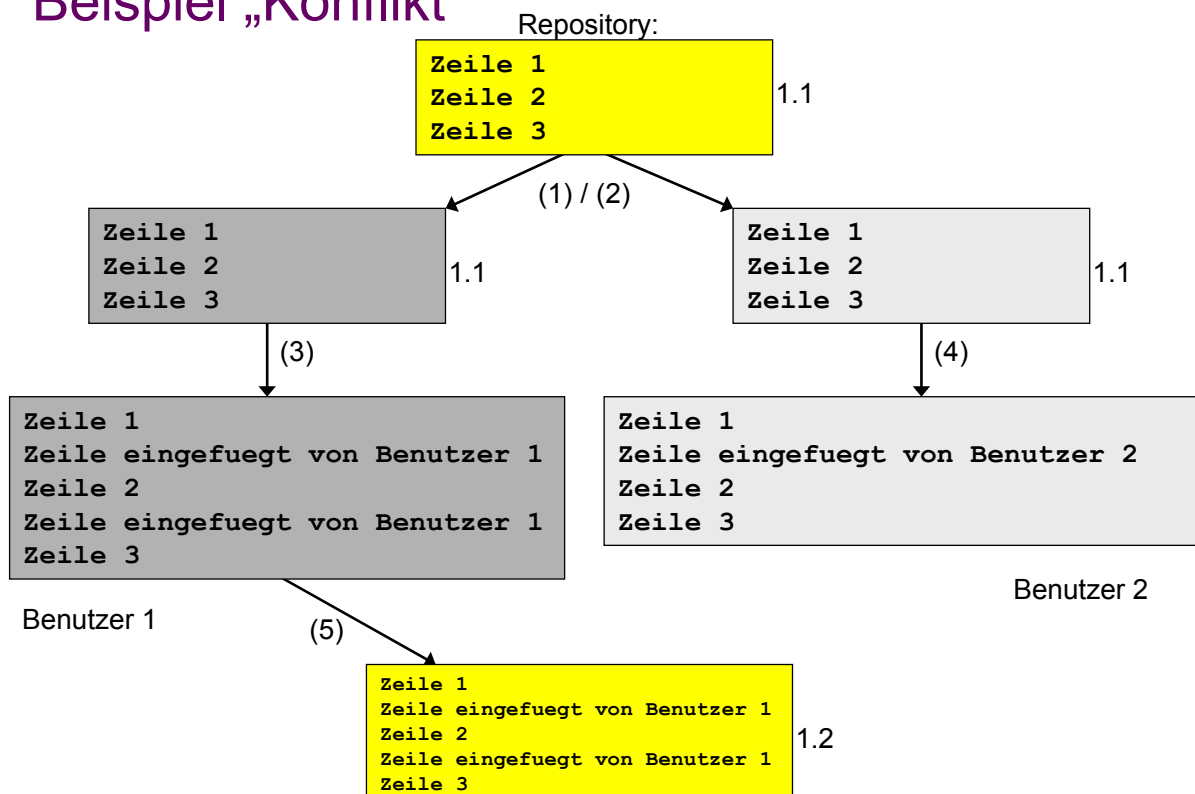 Beispiel „Konflikt“
Repository:
Zeile 1
Zeile 2
Zeile 3
1.1
(1) / (2)
Zeile 1
Zeile 2
Zeile 3
1.1
Zeile 1
Zeile 2
Zeile 3
1.1
(3)
(4)
Zeile 1
Zeile eingefuegt von Benutzer 1
Zeile 2
Zeile eingefuegt von Benutzer 1
Zeile 3
Zeile 1
Zeile eingefuegt von Benutzer 2
Zeile 2
Zeile 3
Benutzer 1
Benutzer 2
(5)
Zeile 1
Zeile eingefuegt von Benutzer 1
Zeile 2
Zeile eingefuegt von Benutzer 1
Zeile 3
1.2